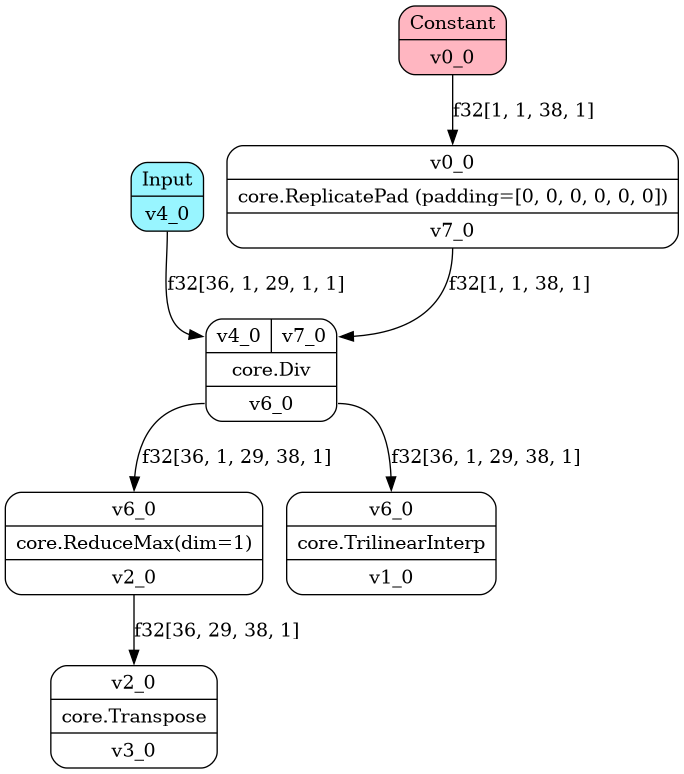 Constant
v0_0
f32[1, 1, 38, 1]
v0_0
core.ReplicatePad (padding=[0, 0, 0, 0, 0, 0])
v7_0
Input
v4_0
f32[36, 1, 29, 1, 1]
f32[1, 1, 38, 1]
v4_0 v7_0
core.Div
v6_0
f32[36, 1, 29, 38, 1]
f32[36, 1, 29, 38, 1]
v6_0
core.ReduceMax(dim=1)
v2_0
v6_0
core.TrilinearInterp
v1_0
f32[36, 29, 38, 1]
v2_0
core.Transpose
v3_0